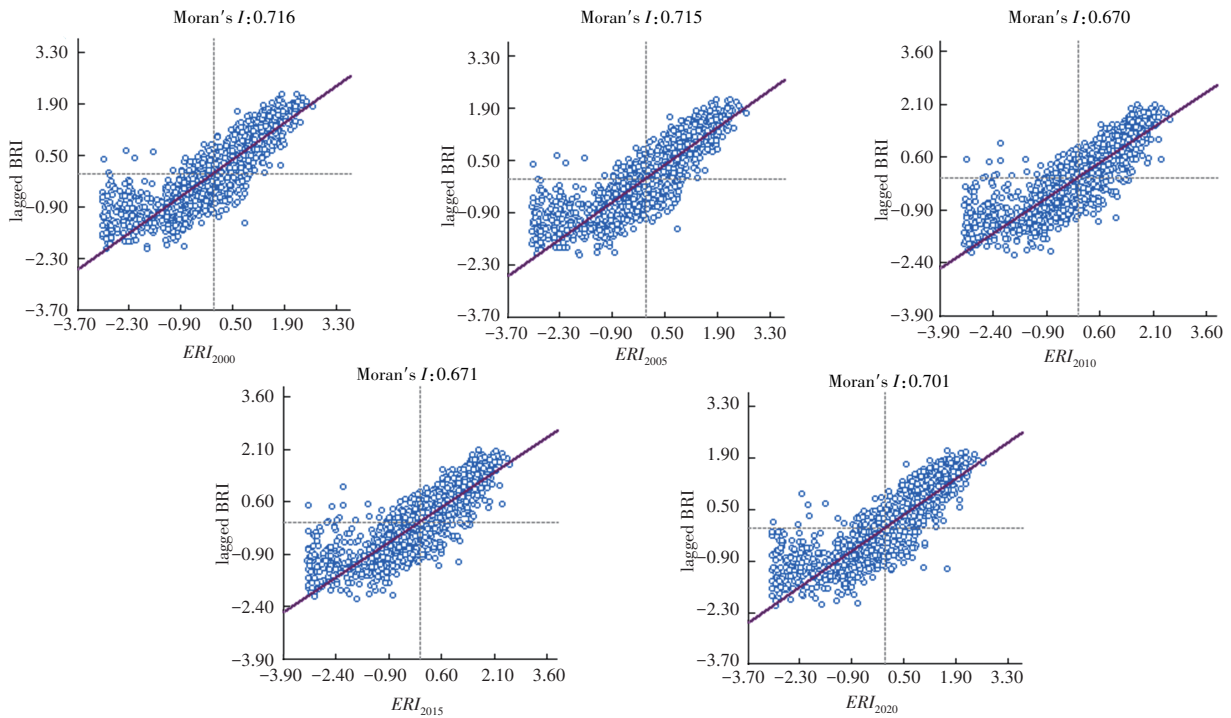 Moran's I:0.716
3.30
1.90
0.50
−0.90
−2.30
−3.70
lagged BRI
−3.70 −2.30 −0.90 0.50 1.90 3.30
ERI2000
Moran's I:0.715
3.30
1.90
0.50
−0.90
−2.30
−3.70
lagged BRI
−3.70 −2.30 −0.90 0.50 1.90 3.30
ERI2005
Moran's I:0.670
3.60
2.10
0.60
−0.90
−2.40
−3.90
lagged BRI
−3.90 −2.40 −0.90 0.60 2.10 3.60
ERI2010
Moran's I:0.671
3.60
2.10
0.60
−0.90
−2.40
−3.90
lagged BRI
−3.90 −2.40 −0.90 0.60 2.10 3.60
ERI2015
Moran's I:0.701
3.30
1.90
0.50
−0.90
−2.30
−3.70
lagged BRI
−3.70 −2.30 −0.90 0.50 1.90 3.30
ERI2020